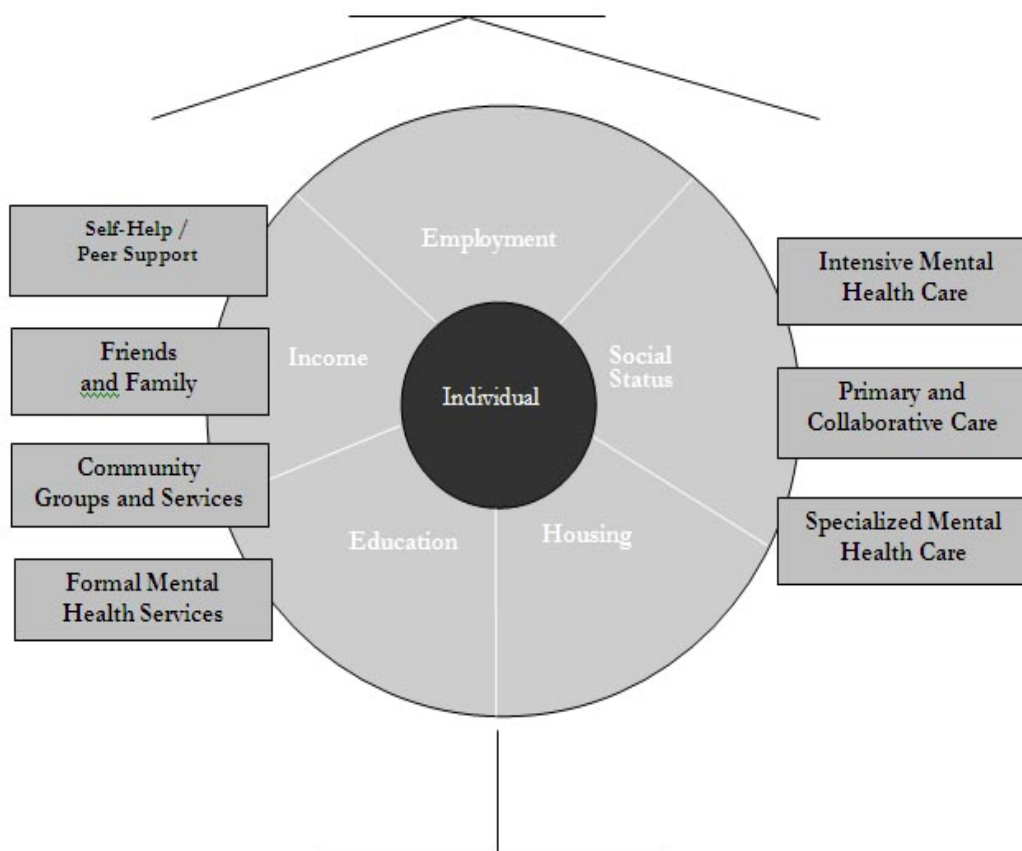 Self-Help /
Peer Support
Friends
and Family
Community
Groups and Services
Formal Mental
Health Services
Employment
Income
Social
Status
Individual
Education
Housing
Intensive Mental
Health Care
Primary and
Collaborative Care
Specialized Mental
Health Care